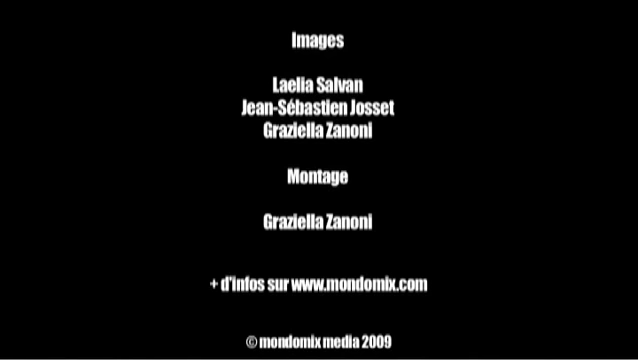 Images
Laelia Salvan
Jean-Sébastien Josset
Graziella Zanoni
Montage
Graziella Zanoni
+ d'infos sur www.mondomix.com
© mondomix media 2009